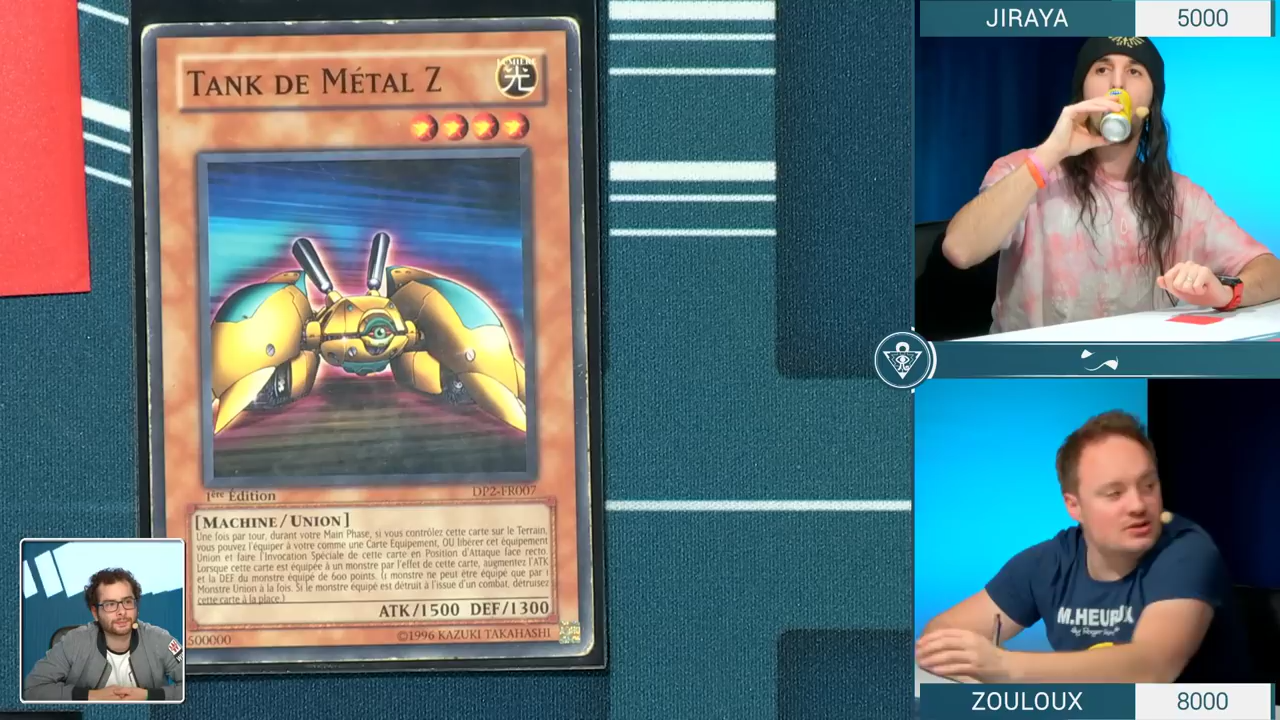 JIRAYA 5000
TANK DE MÉTAL Z
LUMIÈRE
光
1ère Édition
DP2-FR007
[MACHINE/UNION]
Une fois par tour, durant votre Main Phase, si vous contrôlez cette carte sur le Terrain,
vous pouvez l'équiper à votre comme une Carte Équipement, OU libérer cet équipement
Union et faire l'Invocation Spéciale de cette carte en Position d'Attaque face recto.
Lorsque cette carte est équipée à un monstre par l'effet de cette carte, augmentez l'ATK
et la DEF du monstre équipé de 600 points. (1 monstre ne peut être équipé que par 1
Monstre Union à la fois. Si le monstre équipé est détruit à l'issue d'un combat, détruisez
cette carte à la place.)
ATK/1500 DEF/1300
500000
©1996 KAZUKI TAKAHASHI
M.HEUREUX
ZOULOUX 8000